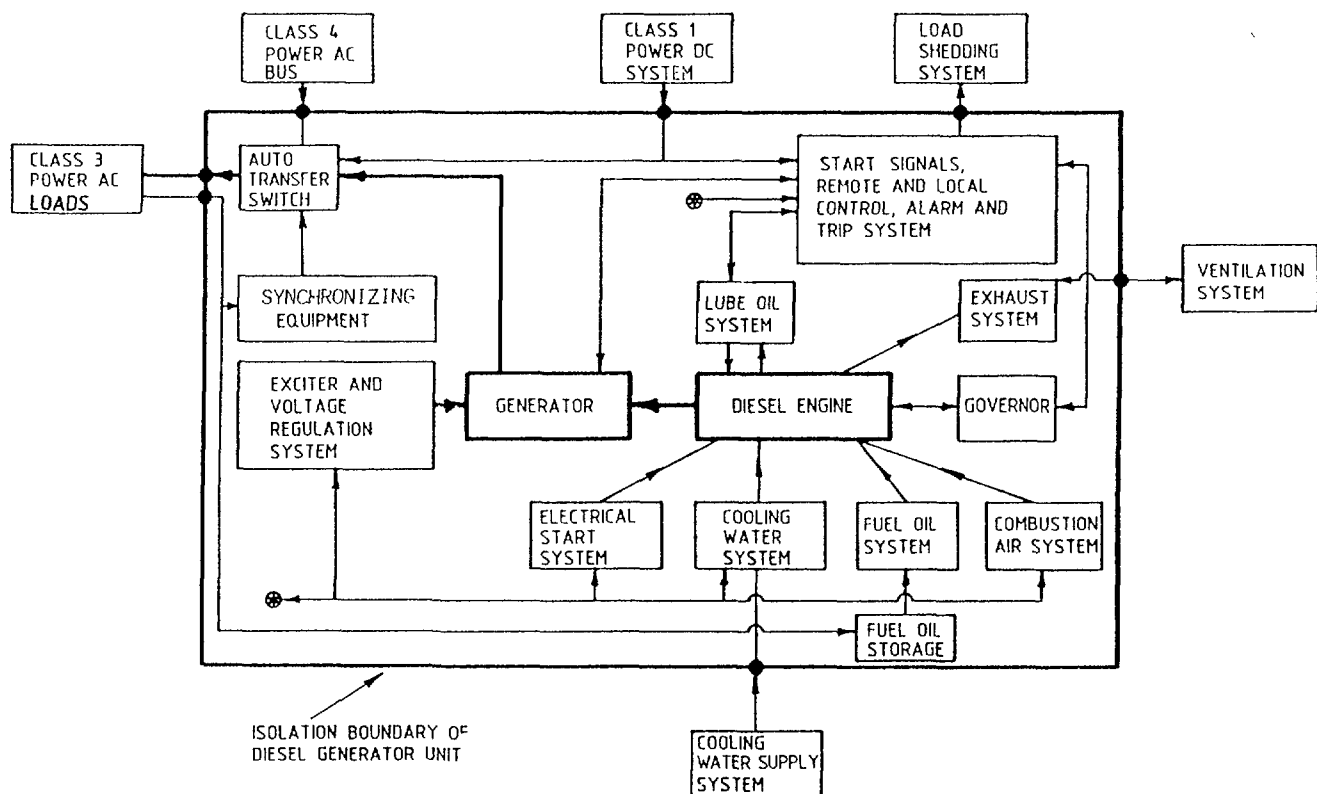 CLASS 4
POWER AC
BUS
CLASS 1
POWER DC
SYSTEM
LOAD
SHEDDING
SYSTEM
CLASS 3
POWER AC
LOADS
AUTO
TRANSFER
SWITCH
START SIGNALS,
REMOTE AND LOCAL
CONTROL, ALARM AND
TRIP SYSTEM
VENTILATION
SYSTEM
SYNCHRONIZING
EQUIPMENT
LUBE OIL
SYSTEM
EXHAUST
SYSTEM
EXCITER AND
VOLTAGE
REGULATION
SYSTEM
GENERATOR
DIESEL ENGINE
GOVERNOR
ELECTRICAL
START
SYSTEM
COOLING
WATER
SYSTEM
FUEL OIL
SYSTEM
COMBUSTION
AIR SYSTEM
FUEL OIL
STORAGE
ISOLATION BOUNDARY OF
DIESEL GENERATOR UNIT
COOLING
WATER SUPPLY
SYSTEM